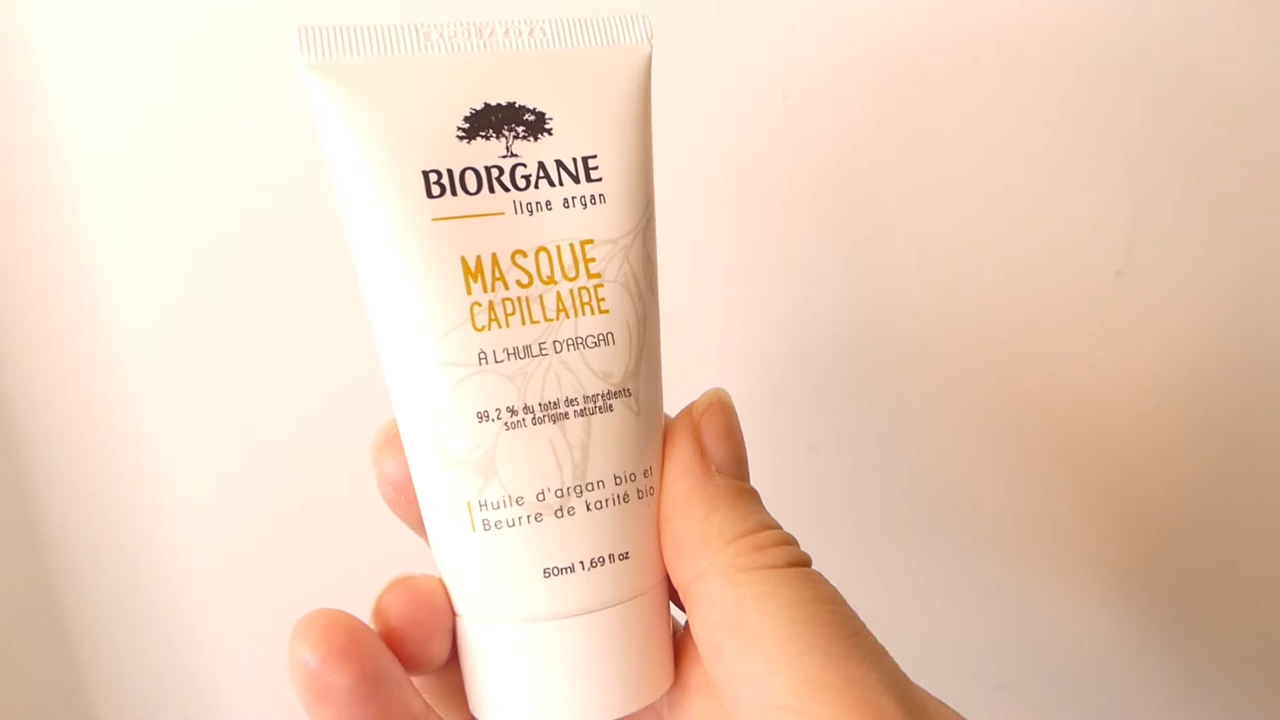 BIORGANE
ligne argan
MASQUE
CAPILLAIRE
À L'HUILE D'ARGAN
99.2 % du total des ingrédients
sont dorigine naturelle
Huile d'argan bio et
Beurre de karité bio
50ml 1,69 fl oz